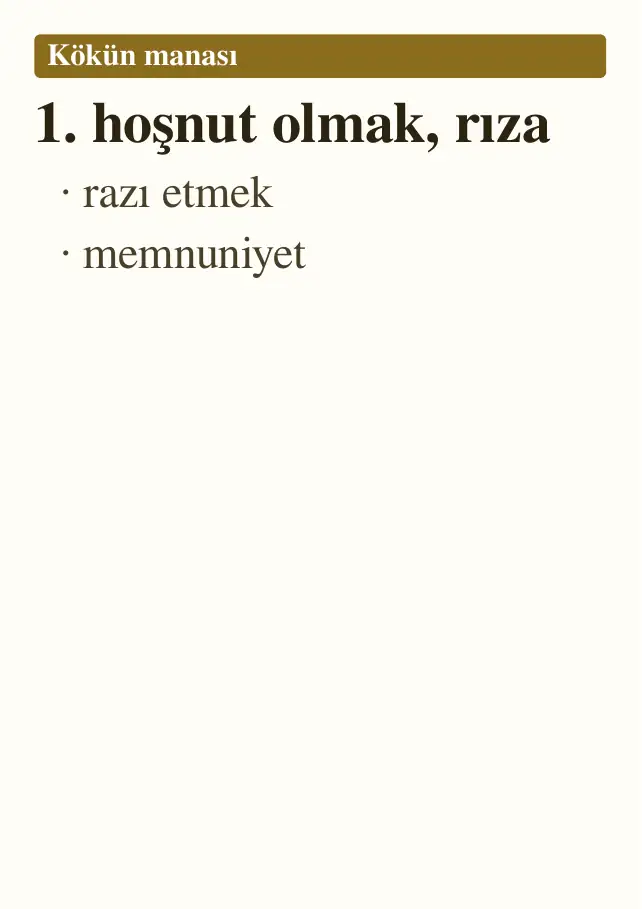 Kökün manası
1. hoşnut olmak, rıza
· razı etmek
· memnuniyet